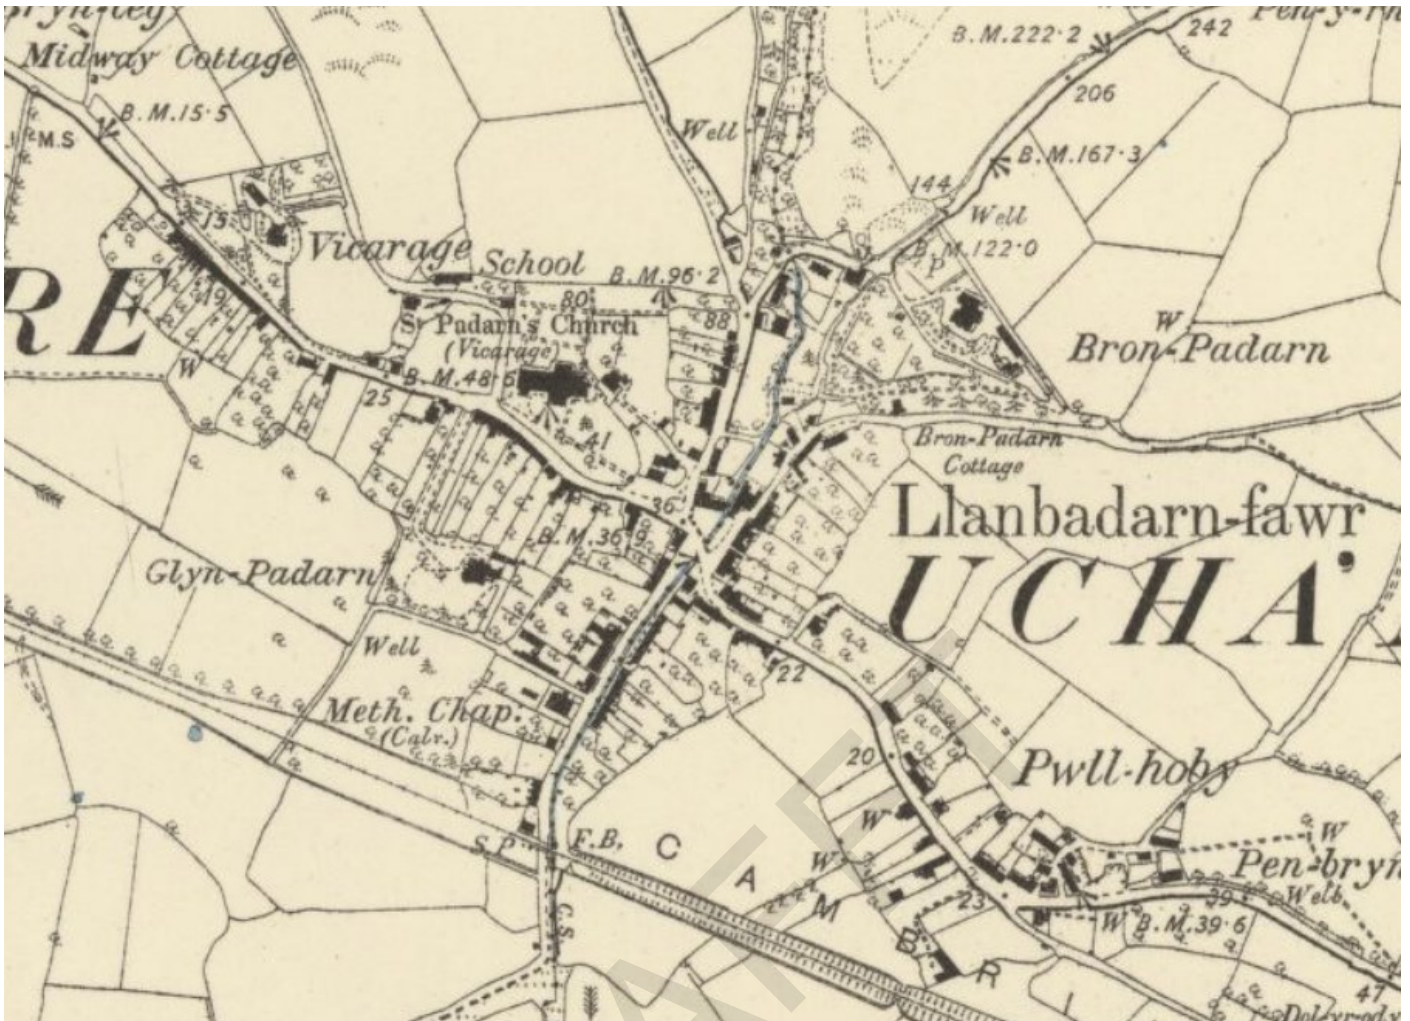 Midway Cottage
B.M.222·2
242
206
B.M.15·5
M.S
Well
B.M.167·3
144
Well
15
Vicarage
School
B.M.96·2
B.M.122·0
P
RE
19
80
St Padarn's Church
(Vicarage)
88
W
Bron-Padarn
W
B.M.48·6
25
41
Bron-Padarn
Cottage
36
Llanbadarn-fawr
B.M.36·9
Glyn-Padarn
UCHA'
Well
22
Meth. Chap.
(Calv.)
20
Pwll-hoby
W
S.P.
F.B.
C
A
M
B
R
I
W
W
Pen-bryn
23
39
Well
W
B.M.39·6
G.S.
47
DRAFT